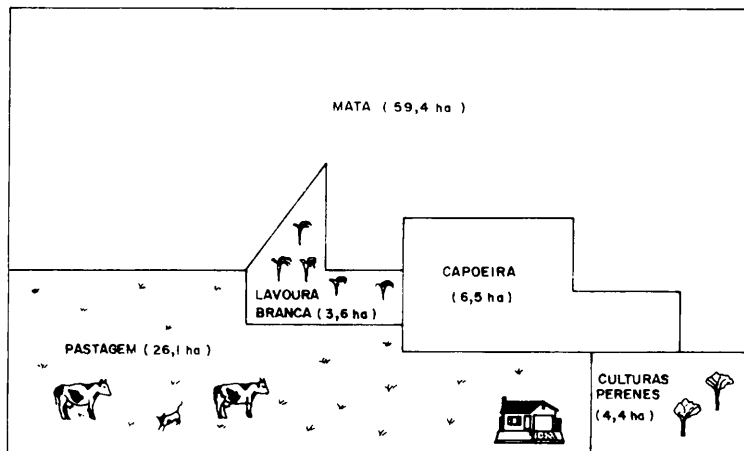 MATA (59,4 ha)
CAPOEIRA
(6,5 ha)
LAVOURA
BRANCA (3,6 ha)
PASTAGEM (26,1 ha)
CULTURAS
PERENES
(4,4 ha)